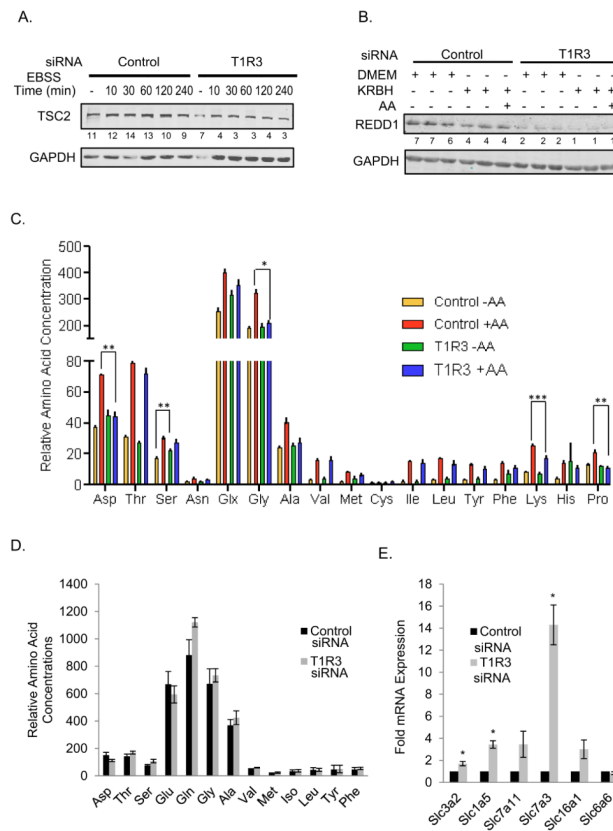 A.
siRNA Control T1R3
EBSS
Time (min) - 10 30 60 120 240 - 10 30 60 120 240
TSC2
11 12 14 13 10 9 7 4 3 3 4 3
GAPDH
B.
siRNA Control T1R3
DMEM + + + - - - + + + - - -
KRBH - - - + + + - - - + + +
AA - - - - - + - - - - - +
REDD1
7 7 6 4 4 4 2 2 2 1 1 1
GAPDH
C.
Relative Amino Acid Concentration
500
400
300
200
80
60
40
20
0
** ** * *** **
Control -AA
Control +AA
T1R3 -AA
T1R3 +AA
Asp Thr Ser Asn Glx Gly Ala Val Met Cys Ile Leu Tyr Phe Lys His Pro
D.
Relative Amino Acid
Concentrations
1400
1200
1000
800
600
400
200
0
Control
siRNA
T1R3
siRNA
Asp Thr Ser Glu Gln Gly Ala Val Met Iso Leu Tyr Phe
E.
Fold mRNA Expression
18
16
14
12
10
8
6
4
2
0
* * *
Control
siRNA
T1R3
siRNA
Slc3a2 Slc1a5 Slc7a11 Slc7a3 Slc16a1 Slc6a6